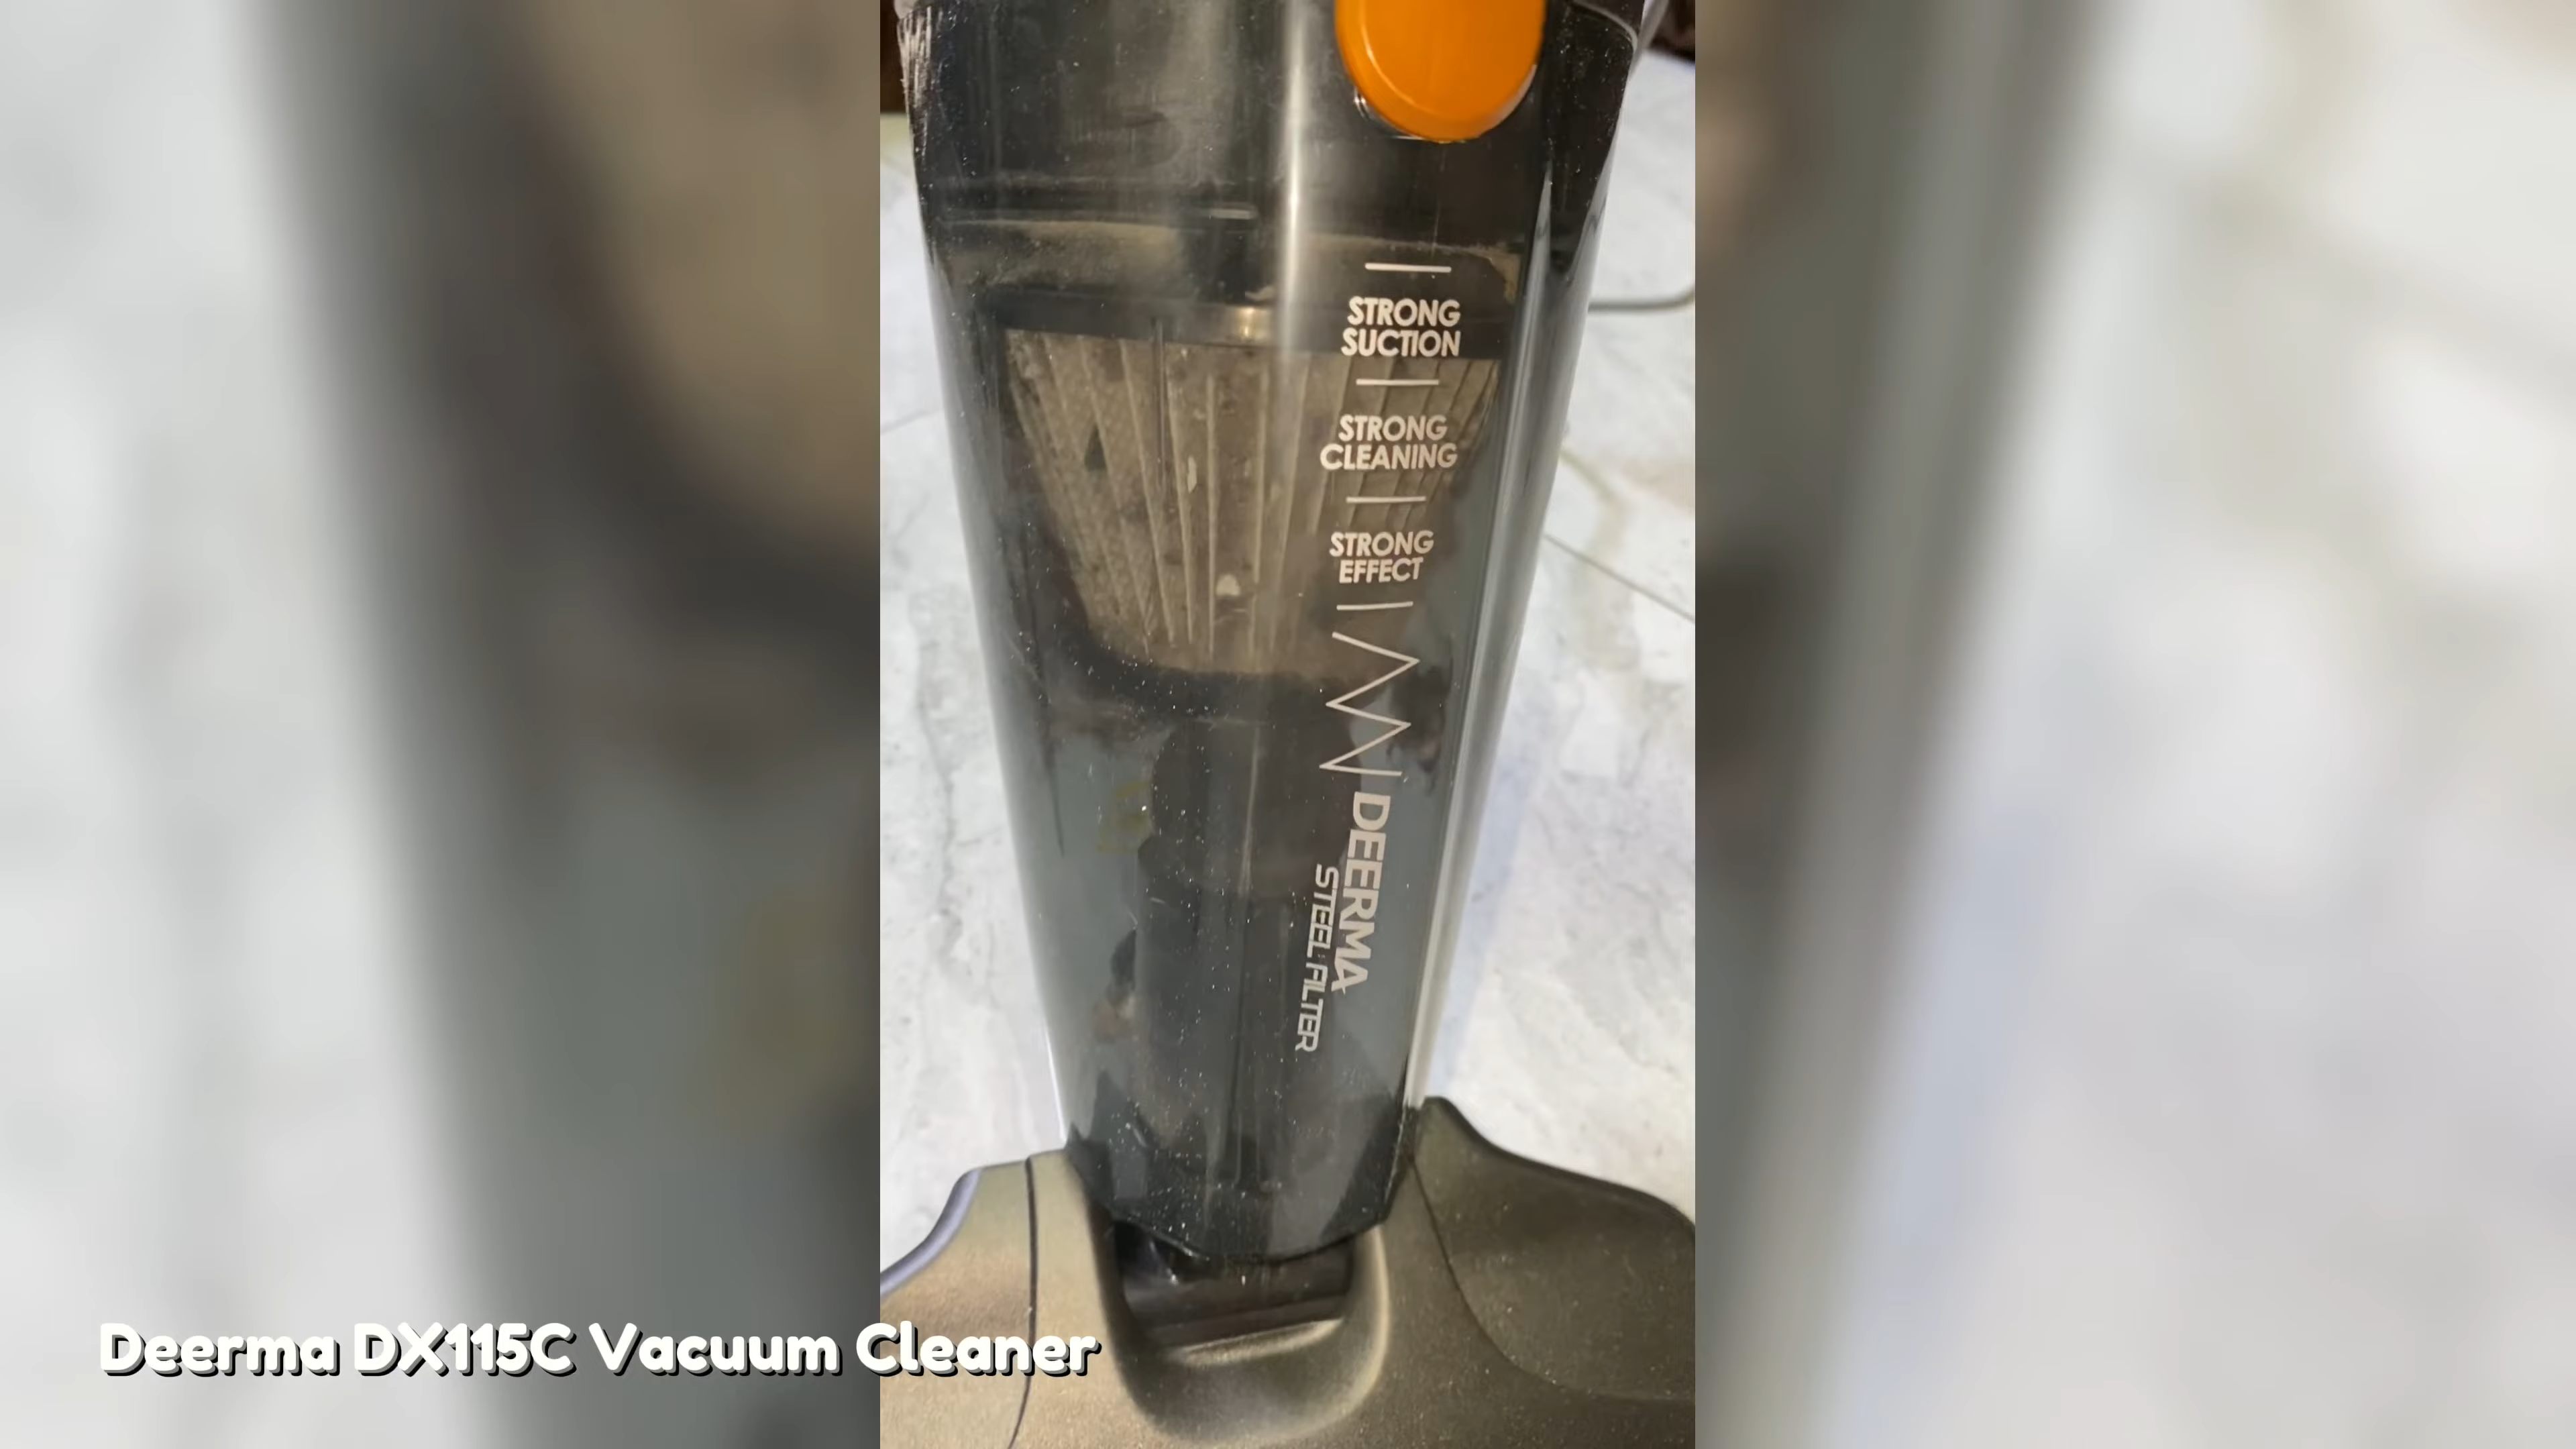 STRONG
SUCTION
STRONG
CLEANING
STRONG
EFFECT
DEERMA
STEEL FILTER
Deerma DX115C Vacuum Cleaner